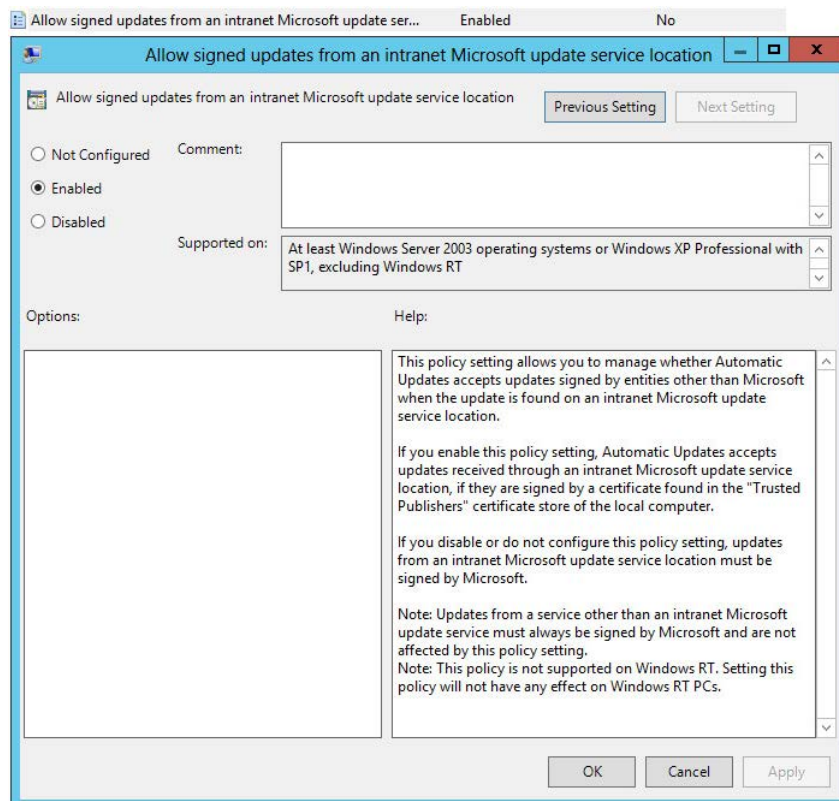 Allow signed updates from an intranet Microsoft update ser... Enabled No
Allow signed updates from an intranet Microsoft update service location
Allow signed updates from an intranet Microsoft update service location
Previous Setting
Next Setting
Not Configured
Enabled
Disabled
Comment:
Supported on:
At least Windows Server 2003 operating systems or Windows XP Professional with
SP1, excluding Windows RT
Options:
Help:
This policy setting allows you to manage whether Automatic
Updates accepts updates signed by entities other than Microsoft
when the update is found on an intranet Microsoft update
service location.
If you enable this policy setting, Automatic Updates accepts
updates received through an intranet Microsoft update service
location, if they are signed by a certificate found in the "Trusted
Publishers" certificate store of the local computer.
If you disable or do not configure this policy setting, updates
from an intranet Microsoft update service location must be
signed by Microsoft.
Note: Updates from a service other than an intranet Microsoft
update service must always be signed by Microsoft and are not
affected by this policy setting.
Note: This policy is not supported on Windows RT. Setting this
policy will not have any effect on Windows RT PCs.
OK
Cancel
Apply